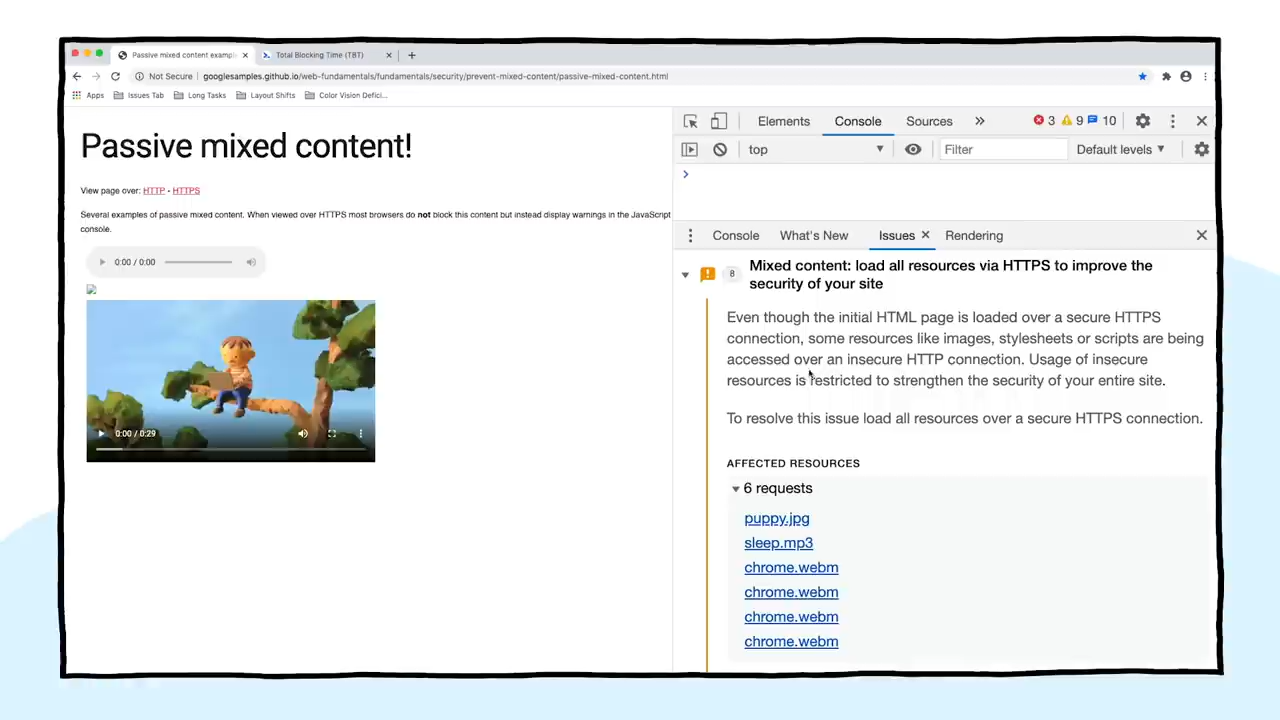 Passive mixed content exampl
Total Blocking Time (TBT)
Not Secure
googlesamples.github.io/web-fundamentals/fundamentals/security/prevent-mixed-content/passive-mixed-content.html
Apps
Issues Tab
Long Tasks
Layout Shifts
Color Vision Defici...
Passive mixed content!
View page over: HTTP - HTTPS
Several examples of passive mixed content. When viewed over HTTPS most browsers do not block this content but instead display warnings in the JavaScript
console.
0:00 / 0:00
0:00 / 0:29
Elements
Console
Sources
3
9
10
top
Filter
Default levels
Console
What's New
Issues
Rendering
8
Mixed content: load all resources via HTTPS to improve the
security of your site
Even though the initial HTML page is loaded over a secure HTTPS
connection, some resources like images, stylesheets or scripts are being
accessed over an insecure HTTP connection. Usage of insecure
resources is restricted to strengthen the security of your entire site.
To resolve this issue load all resources over a secure HTTPS connection.
AFFECTED RESOURCES
6 requests
puppy.jpg
sleep.mp3
chrome.webm
chrome.webm
chrome.webm
chrome.webm